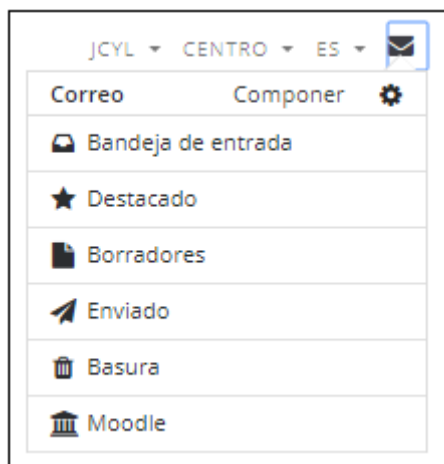 JCYL CENTRO ES
Correo Componer
Bandeja de entrada
Destacado
Borradores
Enviado
Basura
Moodle